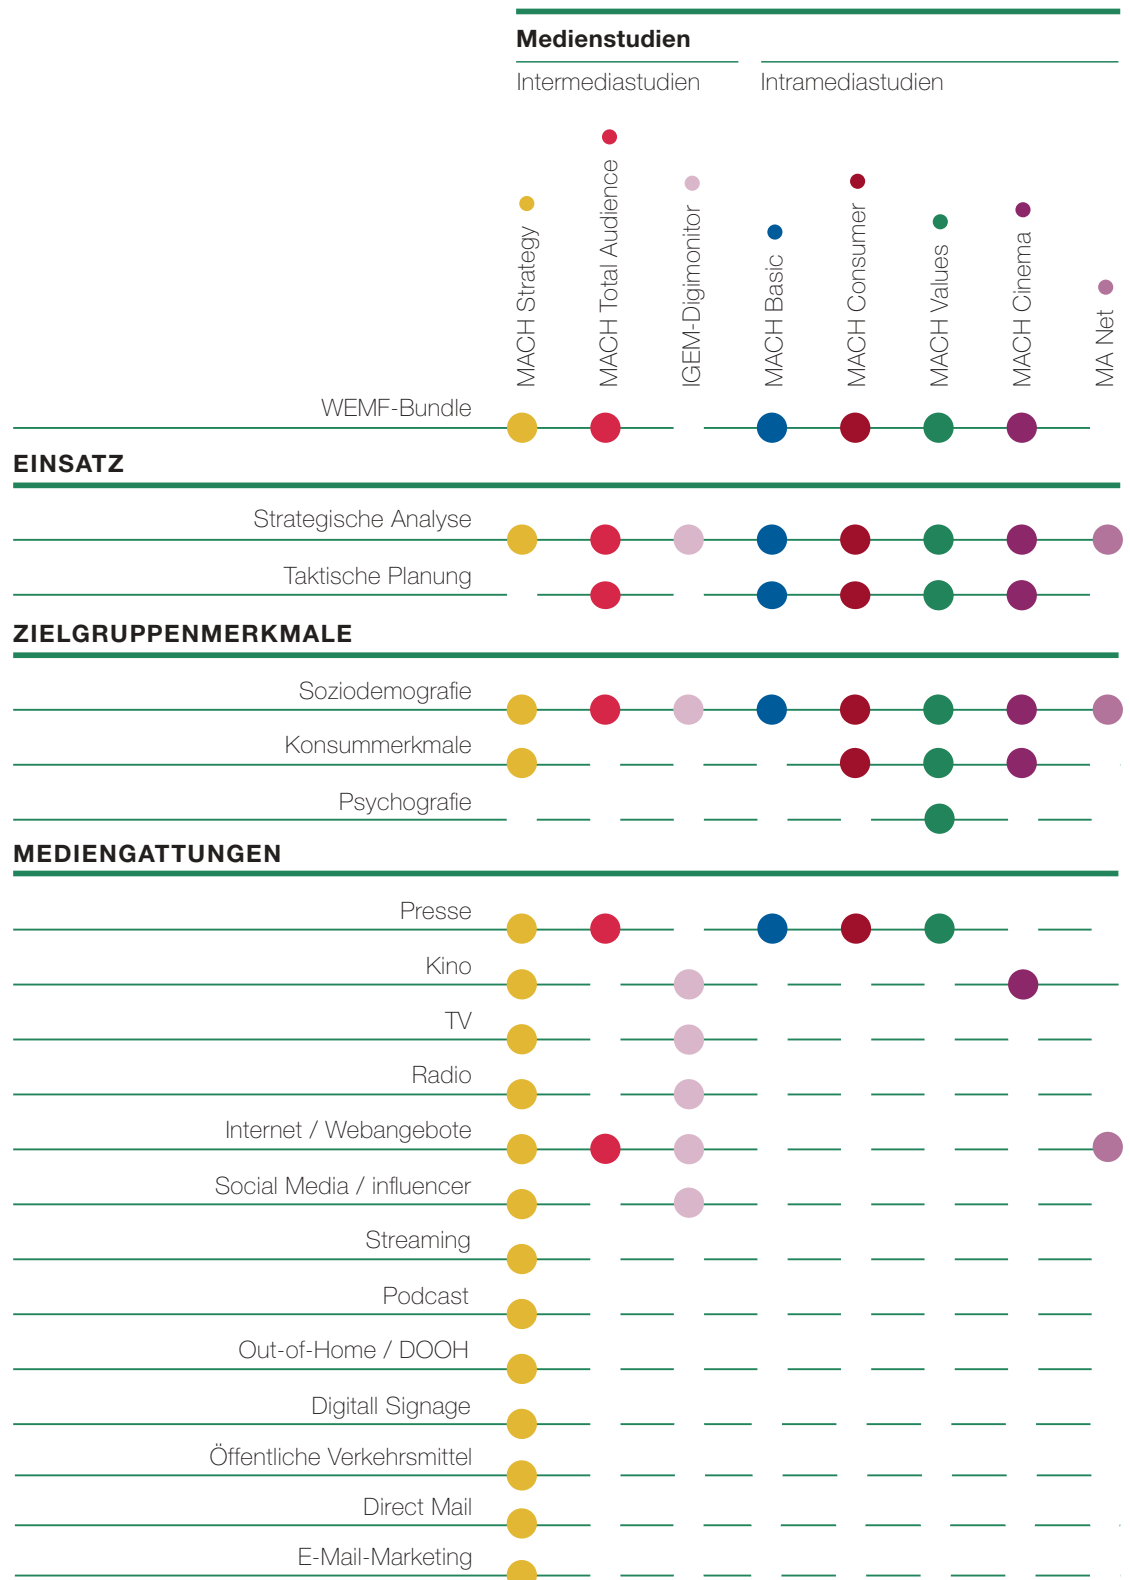 Medienstudien
Intermediastudien
Intramediastudien
MACH Strategy
MACH Total Audience
IGEM-Digimonitor
MACH Basic
MACH Consumer
MACH Values
MACH Cinema
MA Net
WEMF-Bundle
EINSATZ
Strategische Analyse
Taktische Planung
ZIELGRUPPENMERKMALE
Soziodemografie
Konsummerkmale
Psychografie
MEDIENGATTUNGEN
Presse
Kino
TV
Radio
Internet / Webangebote
Social Media / influencer
Streaming
Podcast
Out-of-Home / DOOH
Digitall Signage
Öffentliche Verkehrsmittel
Direct Mail
E-Mail-Marketing